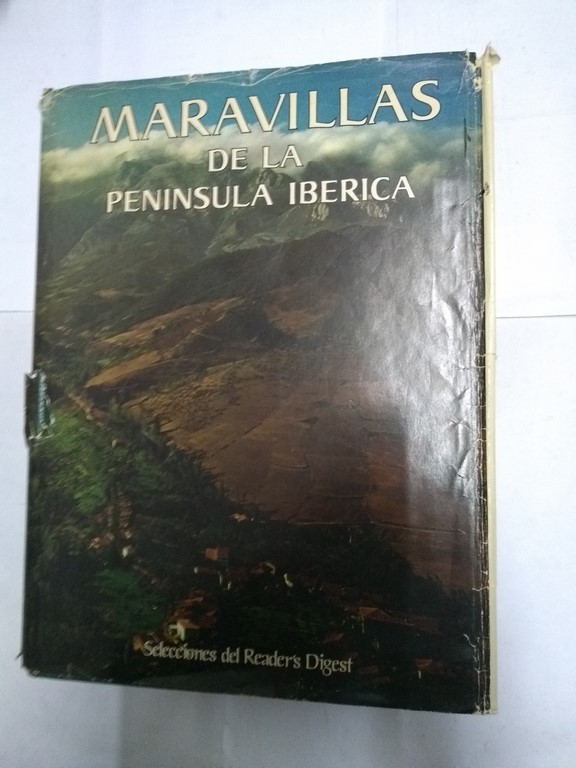 MARAVILLAS
DE LA
PENINSULA IBERICA
Selecciones del Reader's Digest